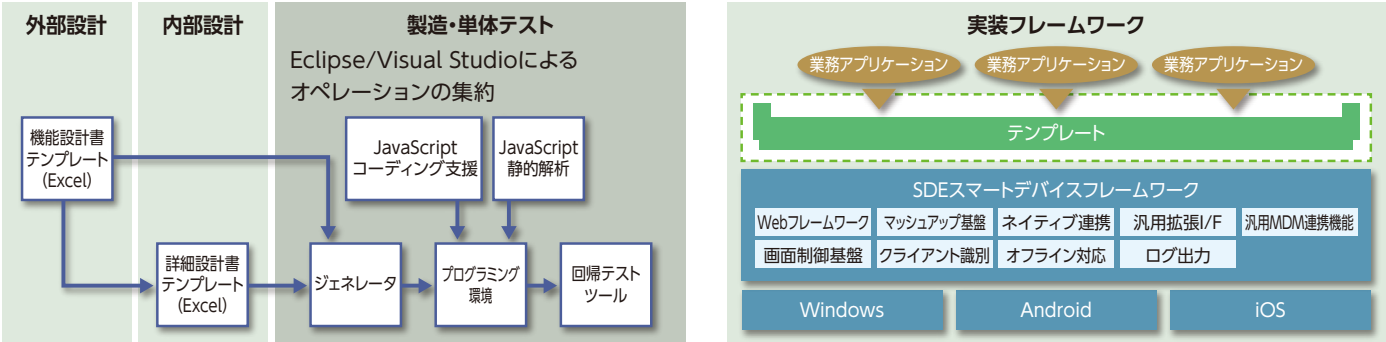 外部設計
内部設計
製造・単体テスト
Eclipse/Visual Studioによる
オペレーションの集約
機能設計書
テンプレート
(Excel)
JavaScript
コーディング支援
JavaScript
静的解析
詳細設計書
テンプレート
(Excel)
ジェネレータ
プログラミング
環境
回帰テスト
ツール
実装フレームワーク
業務アプリケーション
業務アプリケーション
業務アプリケーション
テンプレート
SDEスマートデバイスフレームワーク
Webフレームワーク
マッシュアップ基盤
ネイティブ連携
汎用拡張I/F
汎用MDM連携機能
画面制御基盤
クライアント識別
オフライン対応
ログ出力
Windows
Android
iOS